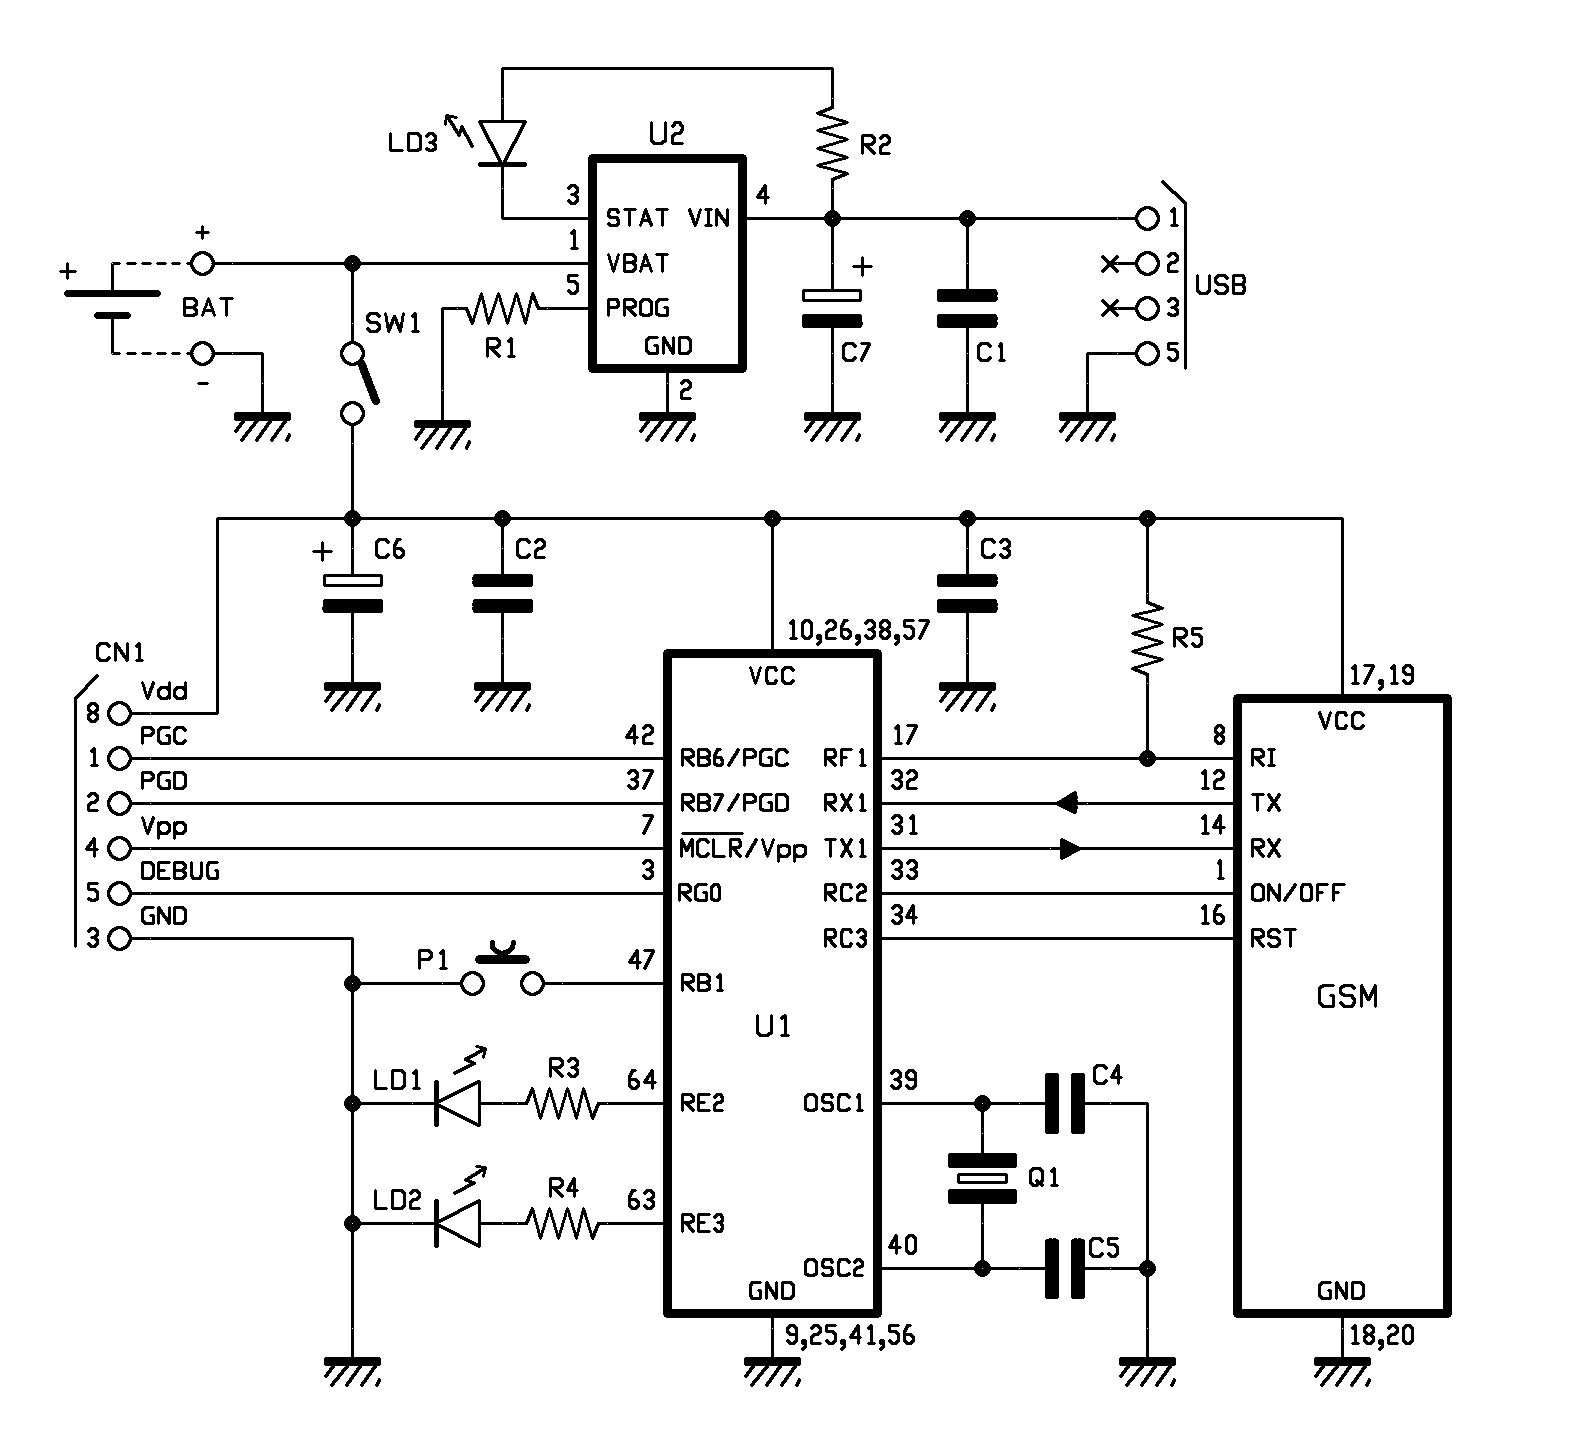 U2
LD3
R2
3
4
STAT VIN
1
+
1
VBAT
2
+
BAT
5
+
USB
PROG
3
SW1
R1
GND
C7
C1
5
-
2
+
C6
C2
C3
10,26,38,57
R5
CN1
VCC
17,19
Vdd
8
VCC
PGC
42
17
8
1
RB6/PGC RF1
RI
PGD
37
32
12
2
RB7/PGD RX1
TX
Vpp
7
31
14
4
MCLR/Vpp TX1
RX
DEBUG
3
33
1
5
RG0 RC2
ON/OFF
GND
34
16
3
RC3
RST
P1
47
RB1
GSM
U1
LD1
R3
64
39
C4
RE2 OSC1
Q1
LD2
R4
63
RE3
40
C5
OSC2
GND
GND
9,25,41,56
18,20